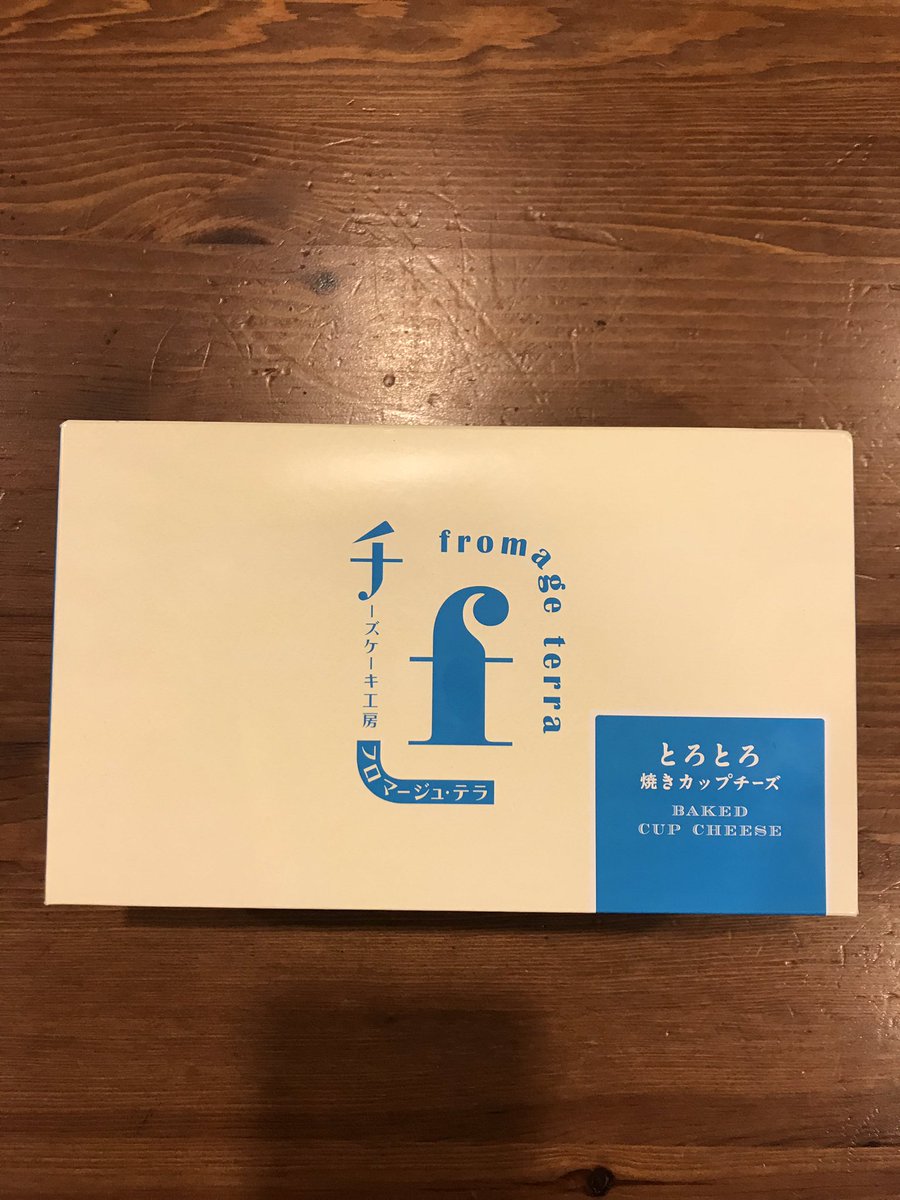 fromage terra
f
チーズケーキ工房
フロマージュ・テラ
とろとろ
焼きカップチーズ
BAKED
CUP CHEESE